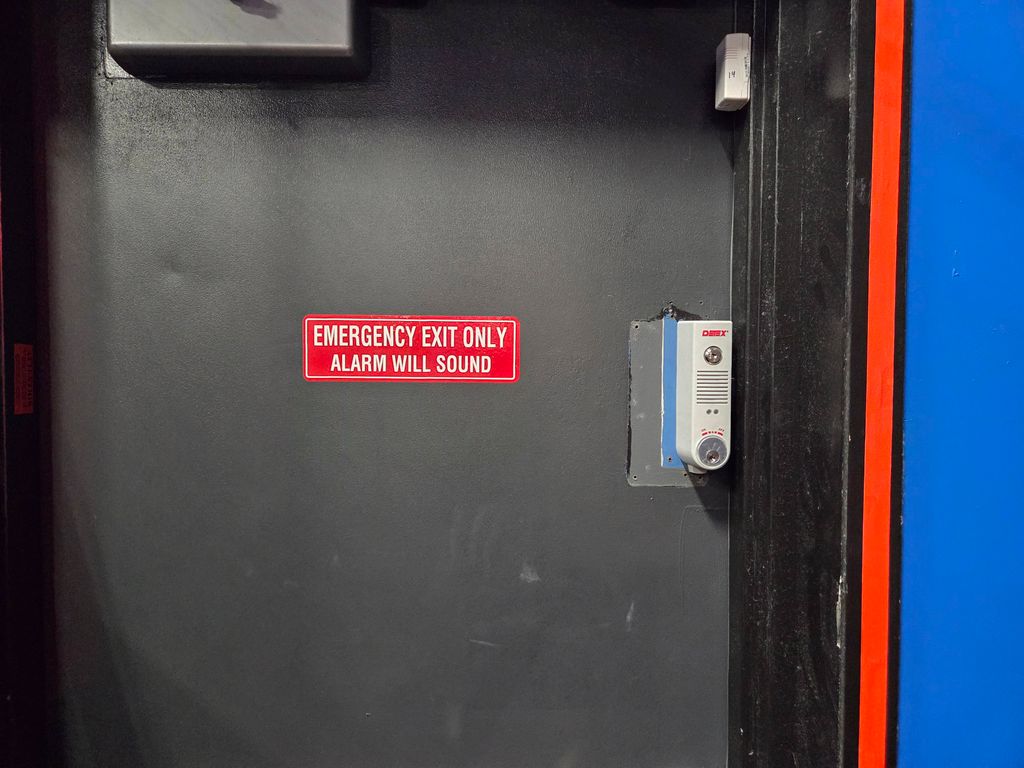 EMERGENCY EXIT ONLY
ALARM WILL SOUND
DETEX